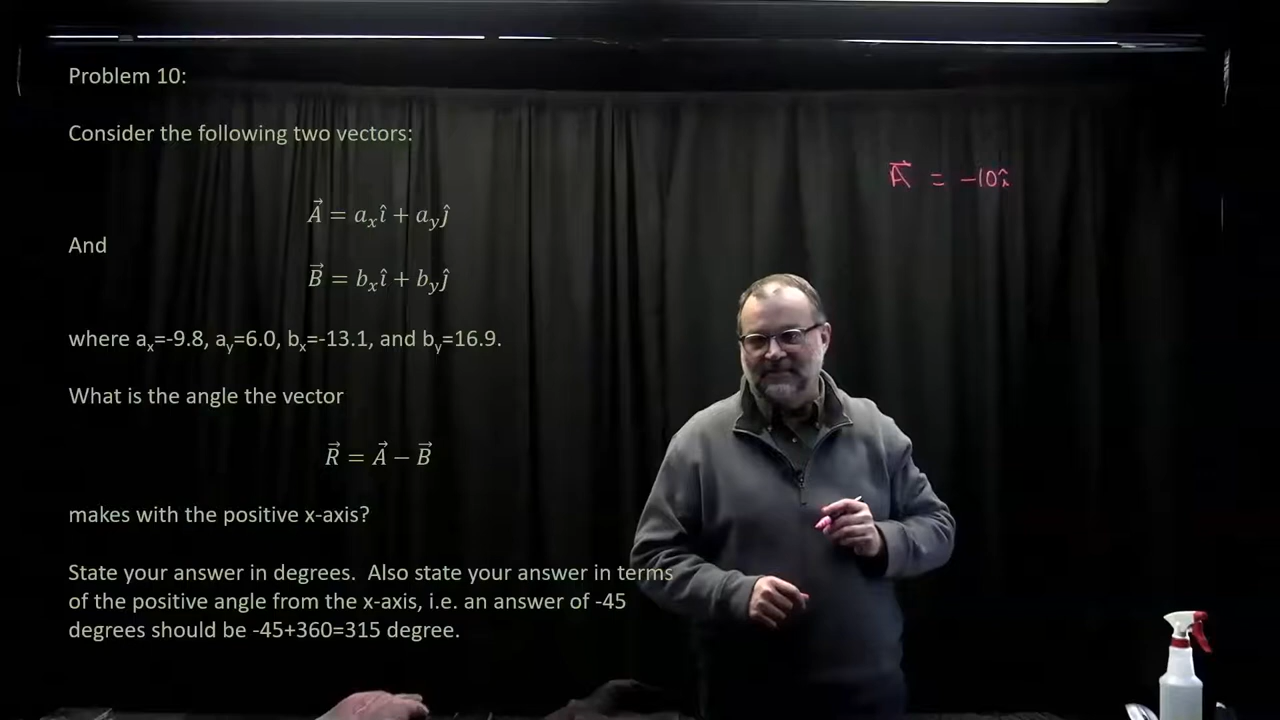 Problem 10:
Consider the following two vectors:
A⃗ = aₓî + a_yĵ
And
B⃗ = bₓî + b_yĵ
where aₓ=-9.8, a_y=6.0, bₓ=-13.1, and b_y=16.9.
What is the angle the vector
R⃗ = A⃗ − B⃗
makes with the positive x-axis?
State your answer in degrees. Also state your answer in terms
of the positive angle from the x-axis, i.e. an answer of -45
degrees should be -45+360=315 degree.
A⃗ = -10î